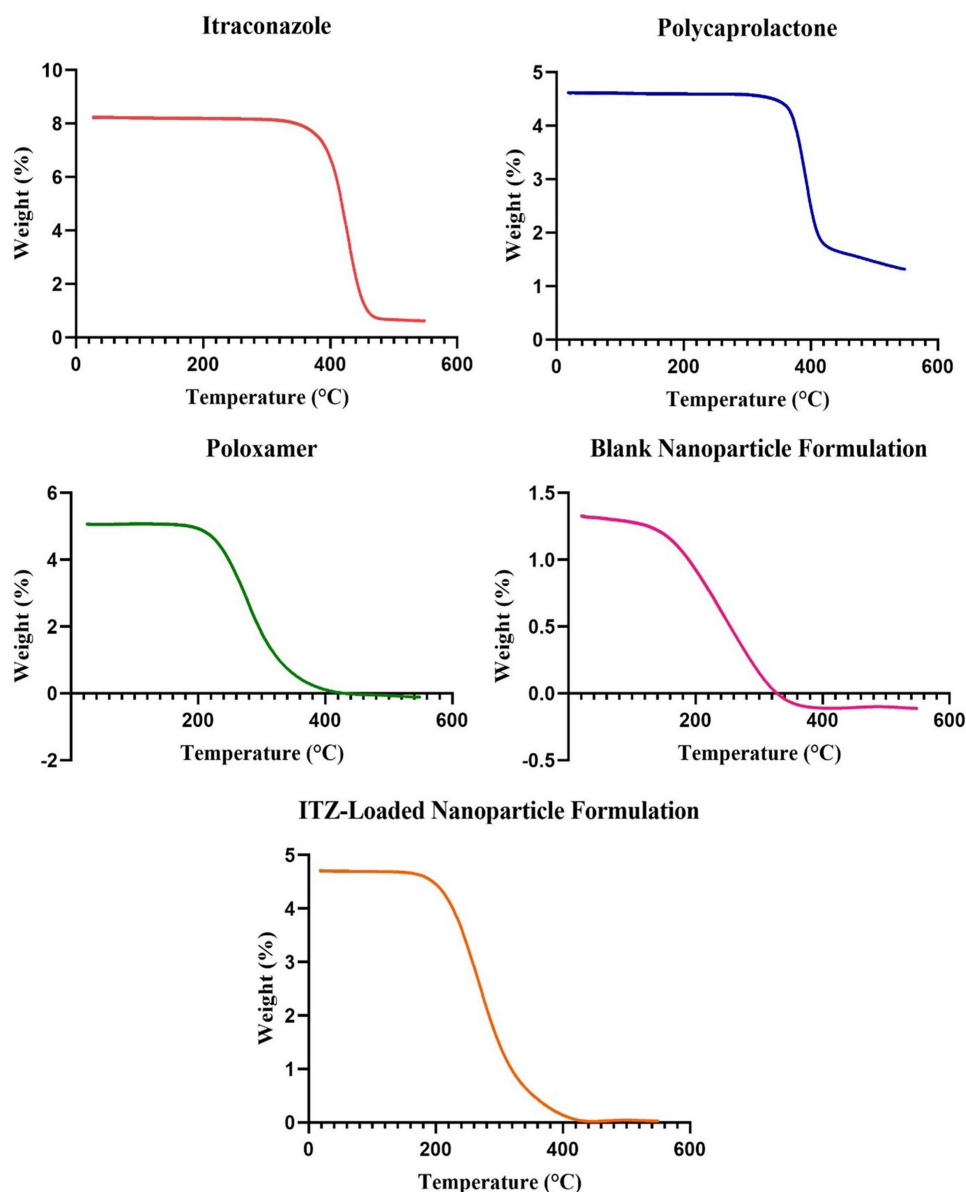 Itraconazole
10
8
6
4
2
0
Weight (%)
0 200 400 600
Temperature (°C)
Polycaprolactone
5
4
3
2
1
0
Weight (%)
0 200 400 600
Temperature (°C)
Poloxamer
6
4
2
0
-2
Weight (%)
200 400 600
Temperature (°C)
Blank Nanoparticle Formulation
1.5
1.0
0.5
0.0
-0.5
Weight (%)
200 400 600
Temperature (°C)
ITZ-Loaded Nanoparticle Formulation
5
4
3
2
1
0
Weight (%)
0 200 400 600
Temperature (°C)